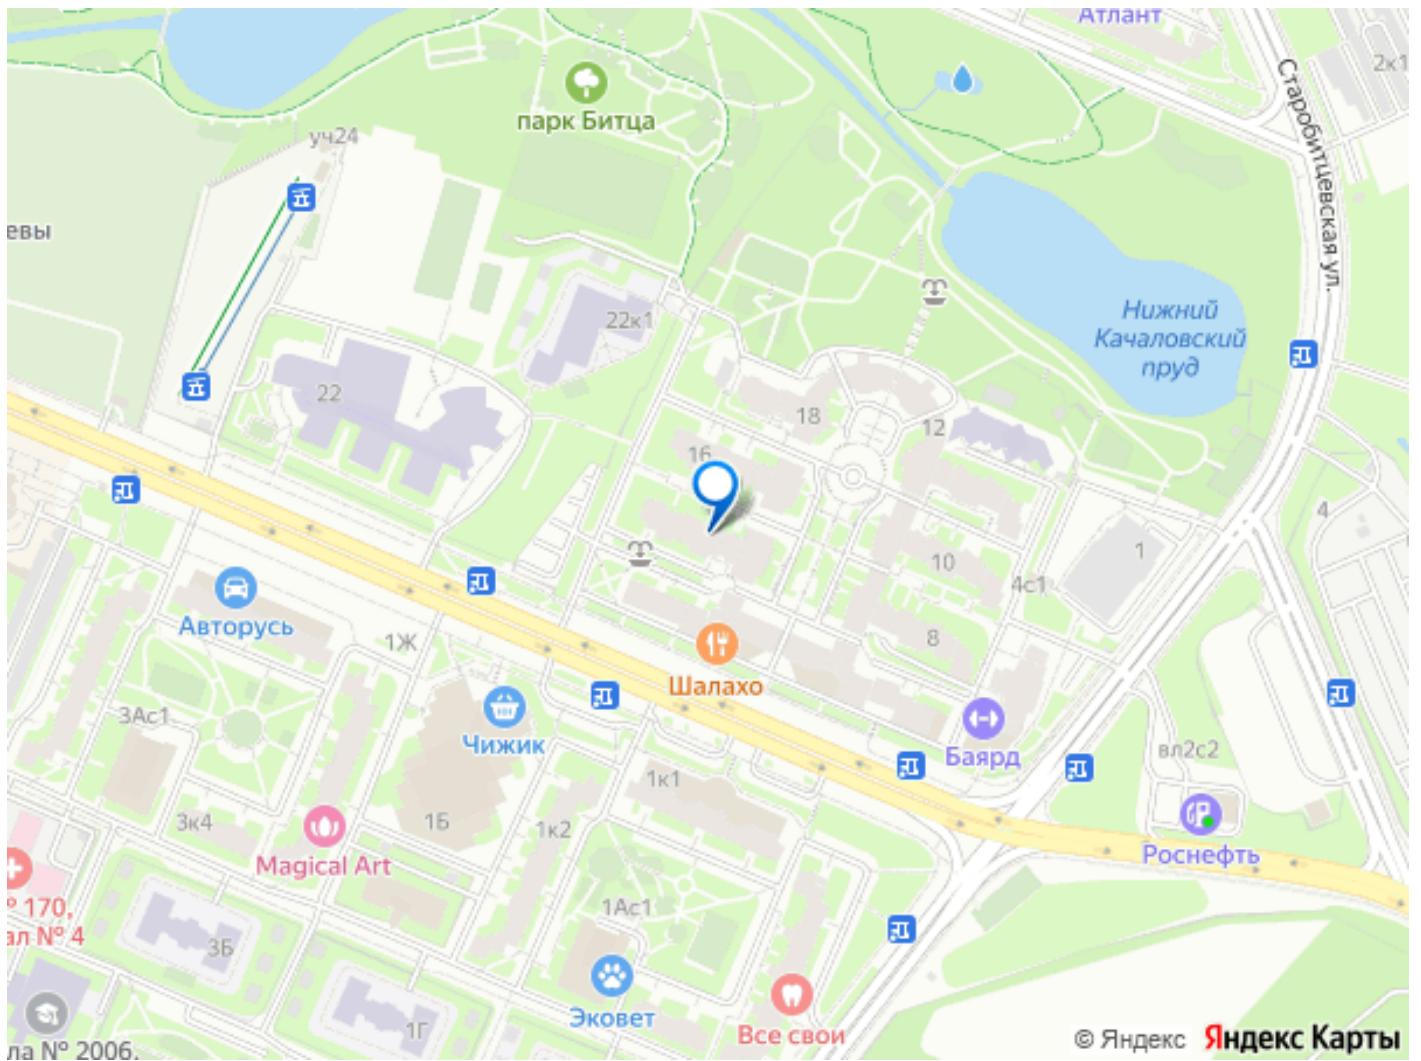 Атлант
2к1
парк Битца
Старобитцевская ул.
уч24
евы
Нижний
Качаловский
пруд
22к1
22
18
12
16
4
10
1
4с1
8
Авторусь
1Ж
Шалахо
3Ас1
Чижик
Баярд
вл2с2
1к1
3к4
1Б
1к2
Magical Art
Роснефть
№ 170,
ал № 4
1Ас1
3Б
Эковет
1Г
Все свои
ла № 2006,
© Яндекс Яндекс Карты